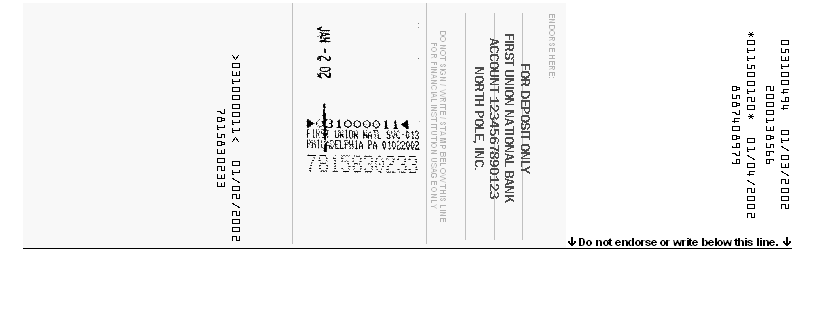 >031000011< 01/02/2002
7815830233
JAN - 2 02
►031000011◄
FIRST UNION NATL SVC-013
PHILADELPHIA PA 01022002
7815830233
DO NOT SIGN / WRITE / STAMP BELOW THIS LINE
FOR FINANCIAL INSTITUTION USAGE ONLY
ENDORSE HERE:
FOR DEPOSIT ONLY
FIRST UNION NATIONAL BANK
ACCOUNT 1234567890123
NORTH POLE, INC.
053100494 01/03/2002
2000138566
*011500120* 01/04/2002
8587408979
↓ Do not endorse or write below this line. ↓